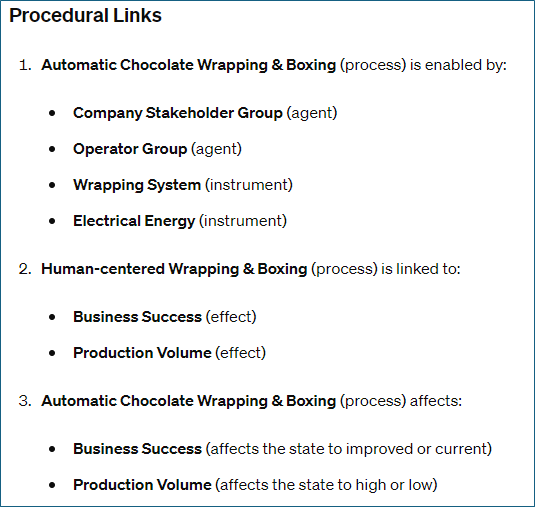 Procedural Links
1. Automatic Chocolate Wrapping & Boxing (process) is enabled by:
• Company Stakeholder Group (agent)
• Operator Group (agent)
• Wrapping System (instrument)
• Electrical Energy (instrument)
2. Human-centered Wrapping & Boxing (process) is linked to:
• Business Success (effect)
• Production Volume (effect)
3. Automatic Chocolate Wrapping & Boxing (process) affects:
• Business Success (affects the state to improved or current)
• Production Volume (affects the state to high or low)